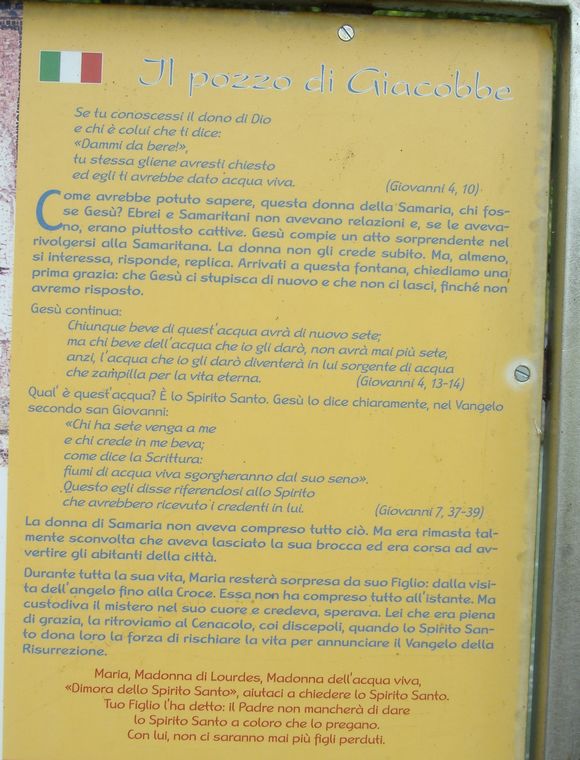 Il pozzo di Giacobbe
Se tu conoscessi il dono di Dio
e chi è colui che ti dice:
«Dammi da bere!»,
tu stessa gliene avresti chiesto
ed egli ti avrebbe dato acqua viva. (Giovanni 4, 10)
Come avrebbe potuto sapere, questa donna della Samaria, chi fos-
se Gesù? Ebrei e Samaritani non avevano relazioni e, se le aveva-
no, erano piuttosto cattive. Gesù compie un atto sorprendente nel
rivolgersi alla Samaritana. La donna non gli crede subito. Ma, almeno,
si interessa, risponde, replica. Arrivati a questa fontana, chiediamo una
prima grazia: che Gesù ci stupisca di nuovo e che non ci lasci, finché non
avremo risposto.
Gesù continua:
Chiunque beve di quest'acqua avrà di nuovo sete;
ma chi beve dell'acqua che io gli darò, non avrà mai più sete,
anzi, l'acqua che io gli darò diventerà in lui sorgente di acqua
che zampilla per la vita eterna. (Giovanni 4, 13-14)
Qual' è quest'acqua? È lo Spirito Santo. Gesù lo dice chiaramente, nel Vangelo
secondo san Giovanni:
«Chi ha sete venga a me
e chi crede in me beva;
come dice la Scrittura:
fiumi di acqua viva sgorgheranno dal suo seno».
Questo egli disse riferendosi allo Spirito
che avrebbero ricevuto i credenti in lui. (Giovanni 7, 37-39)
La donna di Samaria non aveva compreso tutto ciò. Ma era rimasta tal-
mente sconvolta che aveva lasciato la sua brocca ed era corsa ad av-
vertire gli abitanti della città.
Durante tutta la sua vita, Maria resterà sorpresa da suo Figlio: dalla visi-
ta dell'angelo fino alla Croce. Essa non ha compreso tutto all'istante. Ma
custodiva il mistero nel suo cuore e credeva, sperava. Lei che era piena
di grazia, la ritroviamo al Cenacolo, coi discepoli, quando lo Spirito San-
to dona loro la forza di rischiare la vita per annunciare il Vangelo della
Risurrezione.
Maria, Madonna di Lourdes, Madonna dell'acqua viva,
«Dimora dello Spirito Santo», aiutaci a chiedere lo Spirito Santo.
Tuo Figlio l'ha detto: il Padre non mancherà di dare
lo Spirito Santo a coloro che lo pregano.
Con lui, non ci saranno mai più figli perduti.